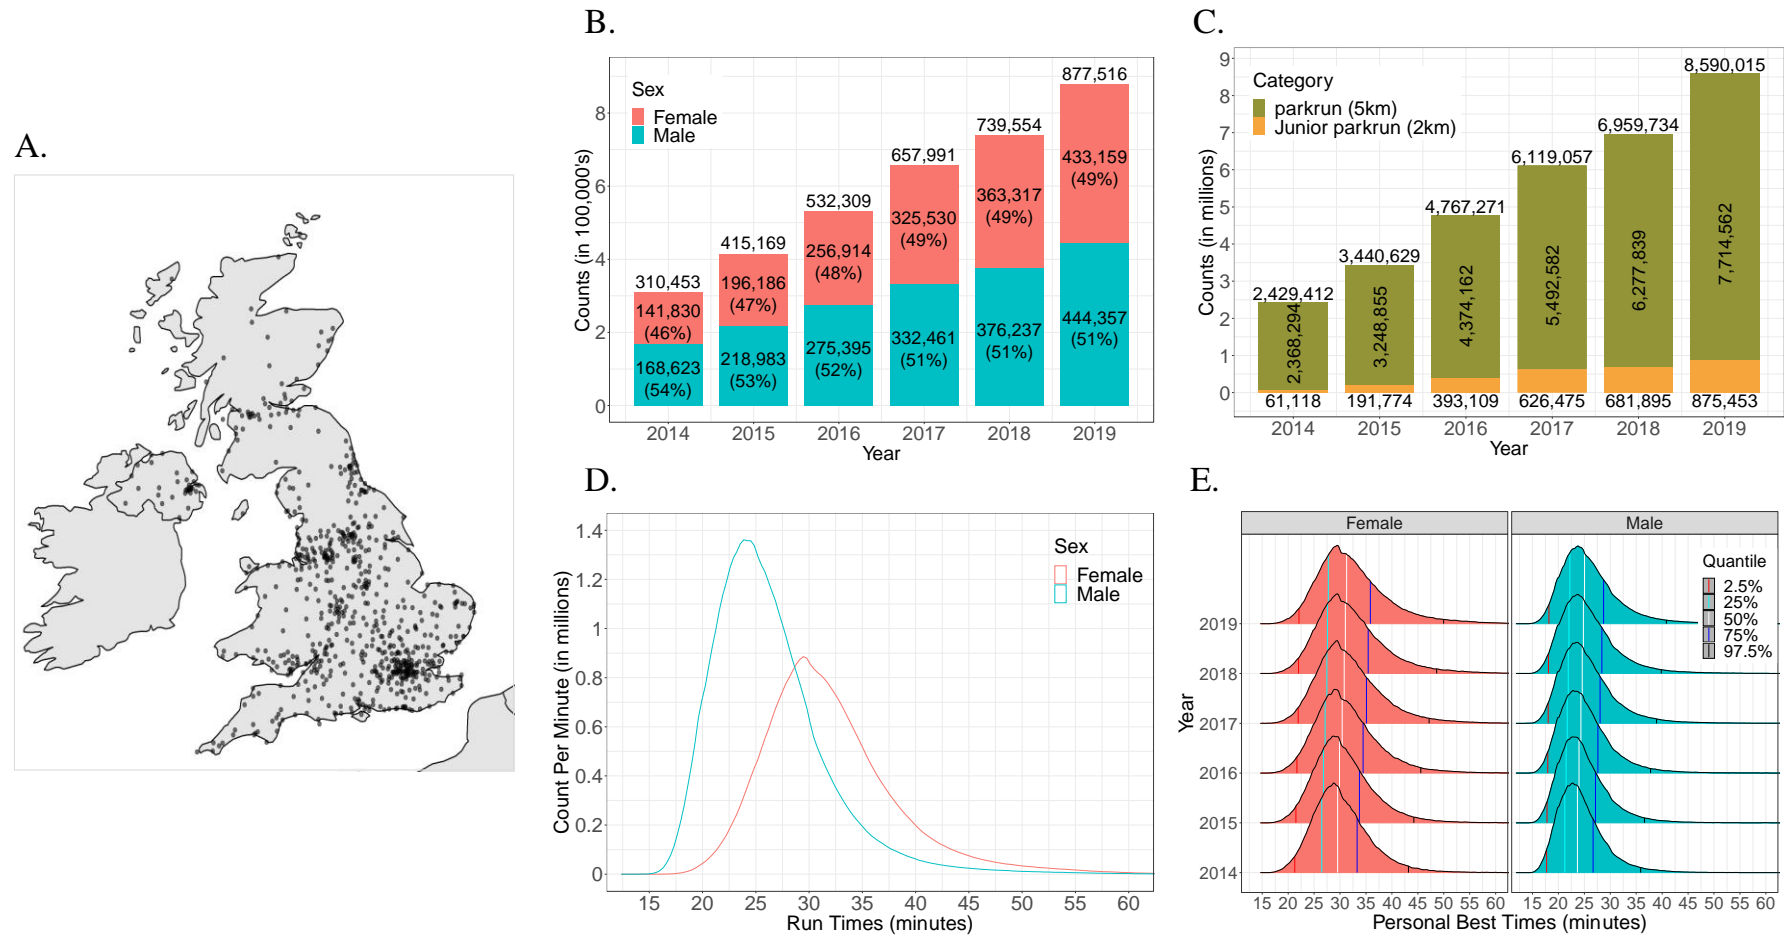 A.
B.
Sex
Female
Male
Counts (in 100,000's)
8
6
4
2
0
310,453
141,830
(46%)
168,623
(54%)
415,169
196,186
(47%)
218,983
(53%)
532,309
256,914
(48%)
275,395
(52%)
657,991
325,530
(49%)
332,461
(51%)
739,554
363,317
(49%)
376,237
(51%)
877,516
433,159
(49%)
444,357
(51%)
2014 2015 2016 2017 2018 2019
Year
C.
Category
parkrun (5km)
Junior parkrun (2km)
Counts (in millions)
9
8
7
6
5
4
3
2
1
0
2,429,412
2,368,294
61,118
3,440,629
3,248,855
191,774
4,767,271
4,374,162
393,109
6,119,057
5,492,582
626,475
6,959,734
6,277,839
681,895
8,590,015
7,714,562
875,453
2014 2015 2016 2017 2018 2019
Year
D.
Sex
Female
Male
Count Per Minute (in millions)
1.4
1.2
1
0.8
0.6
0.4
0.2
0
15 20 25 30 35 40 45 50 55 60
Run Times (minutes)
E.
Female
Male
Quantile
2.5%
25%
50%
75%
97.5%
Year
2019
2018
2017
2016
2015
2014
15 20 25 30 35 40 45 50 55 60
15 20 25 30 35 40 45 50 55 60
Personal Best Times (minutes)